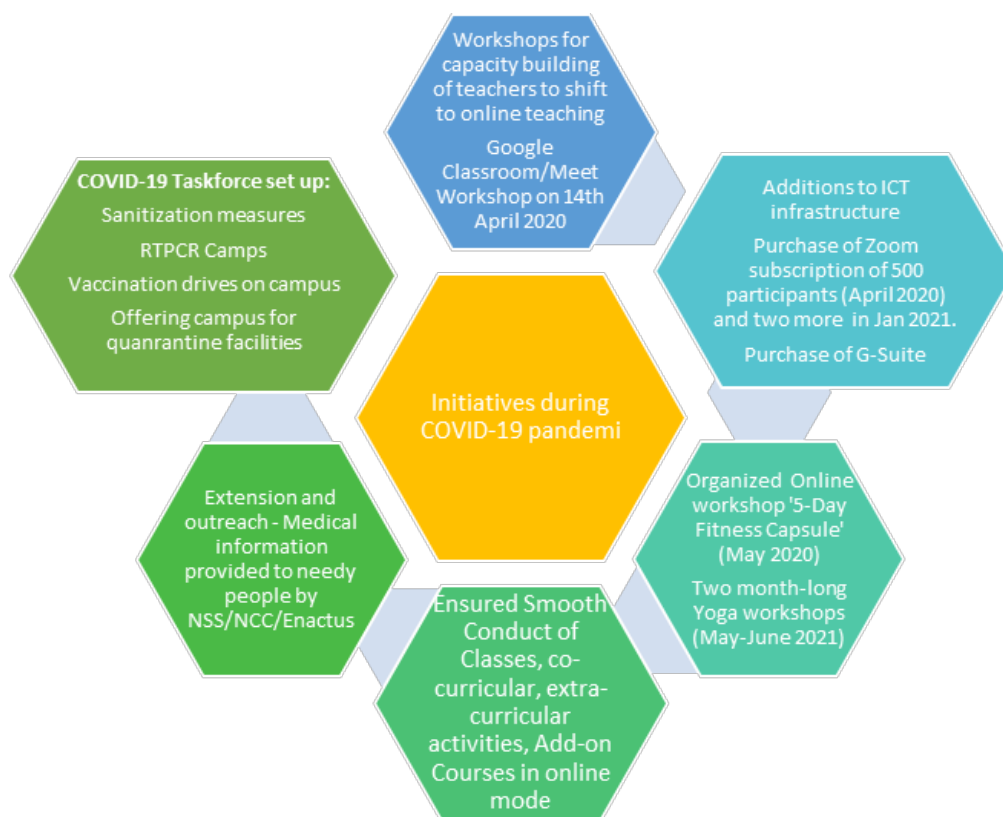 Workshops for
capacity building
of teachers to shift
to online teaching
Google
Classroom/Meet
Workshop on 14th
April 2020
Additions to ICT
infrastructure
Purchase of Zoom
subscription of 500
participants (April 2020)
and two more in Jan 2021.
Purchase of G-Suite
Organized Online
workshop '5-Day
Fitness Capsule'
(May 2020)
Two month-long
Yoga workshops
(May-June 2021)
Ensured Smooth
Conduct of
Classes, co-
curricular, extra-
curricular
activities, Add-on
Courses in online
mode
Extension and
outreach - Medical
information
provided to needy
people by
NSS/NCC/Enactus
COVID-19 Taskforce set up:
Sanitization measures
RTPCR Camps
Vaccination drives on campus
Offering campus for
quanrantine facilities
Initiatives during
COVID-19 pandemi